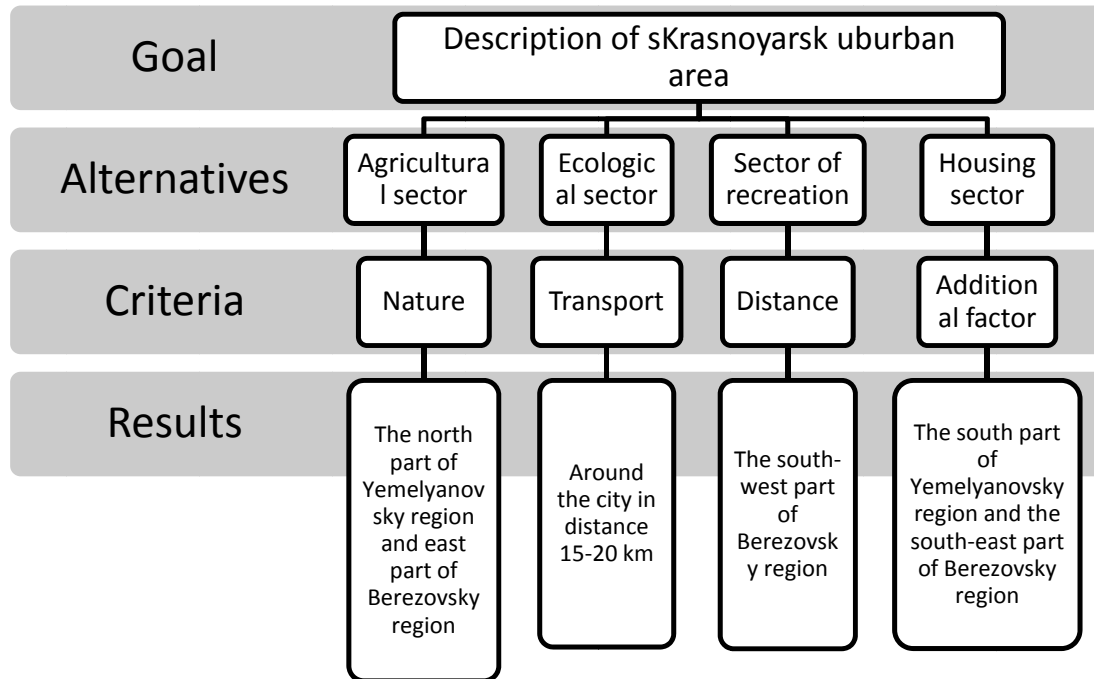 Goal
Description of sKrasnoyarsk uburban
area
Alternatives
Agricultura
l sector
Ecologic
al sector
Sector of
recreation
Housing
sector
Criteria
Nature
Transport
Distance
Addition
al factor
Results
The north
part of
Yemelyanov
sky region
and east
part of
Berezovsky
region
Around
the city in
distance
15-20 km
The south-
west part
of
Berezovsk
y region
The south part
of
Yemelyanovsky
region and the
south-east part
of Berezovsky
region